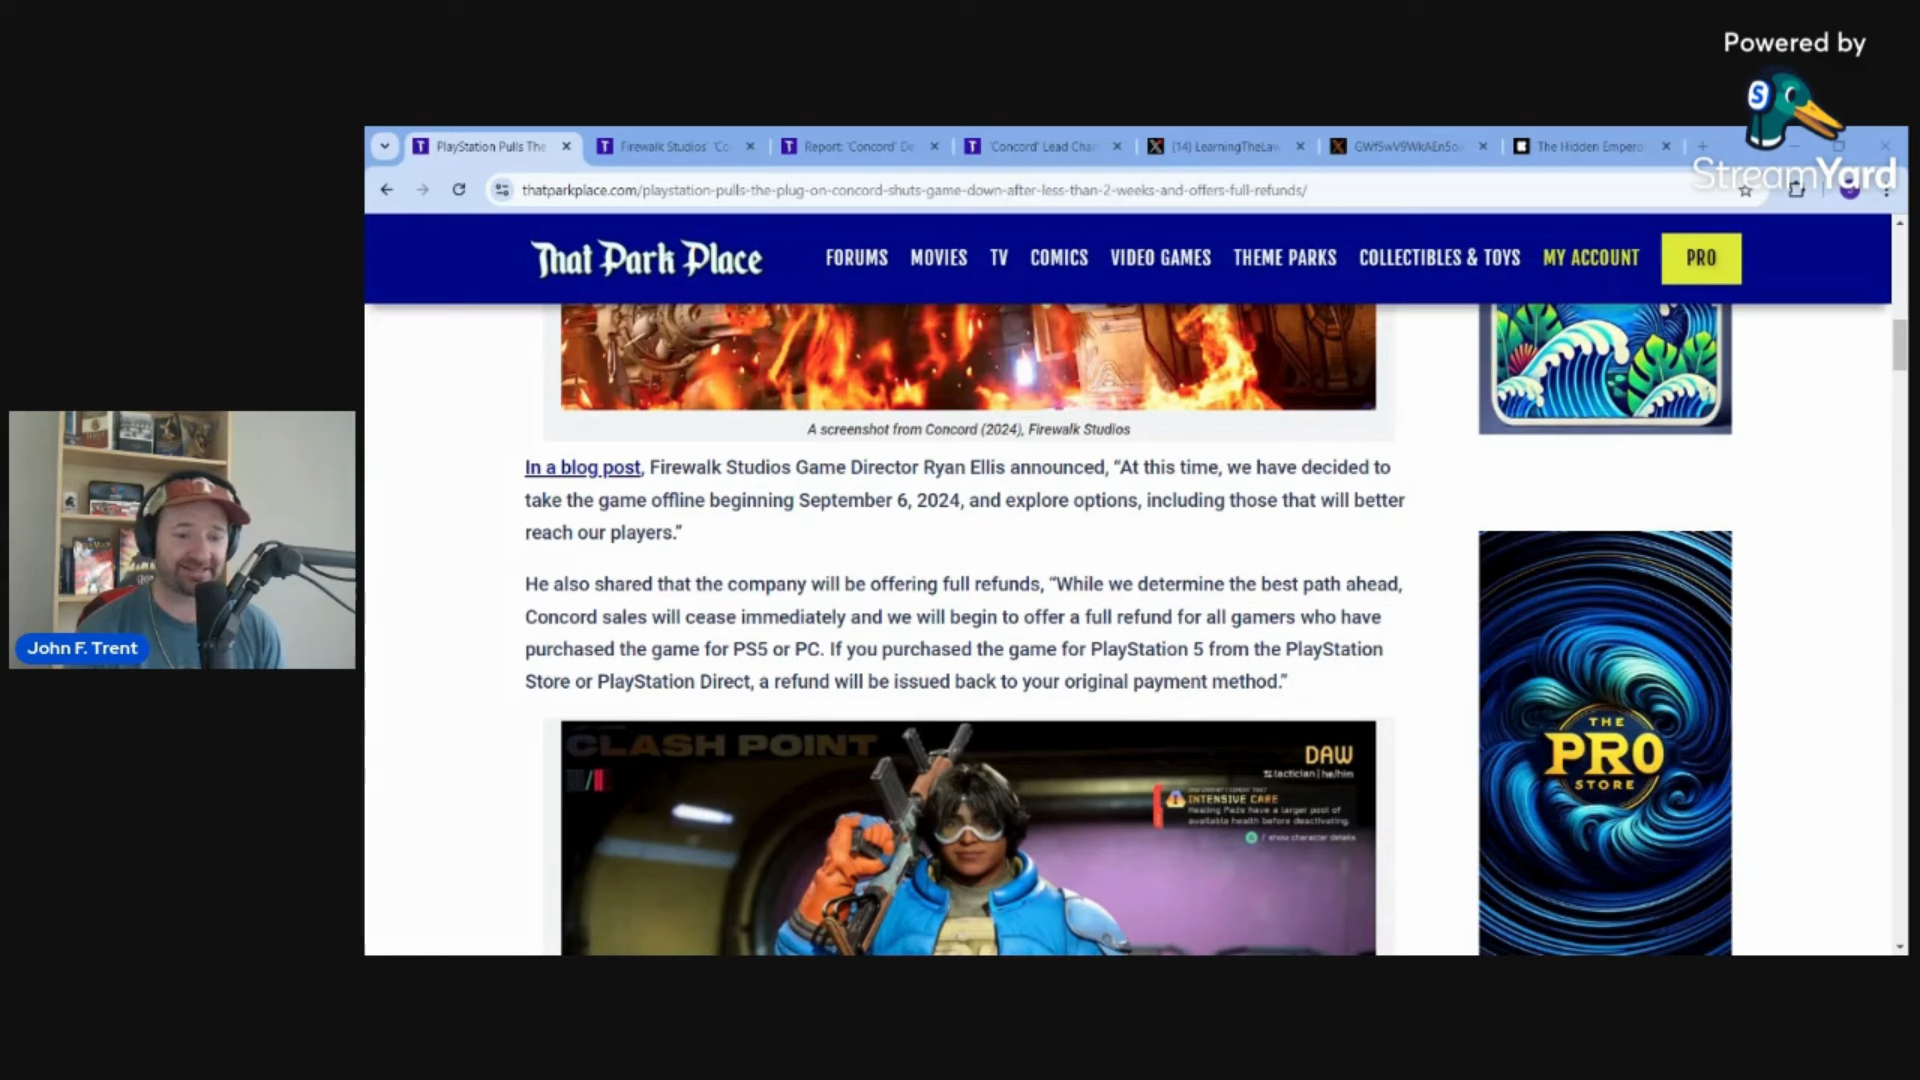 Powered by
StreamYard
PlayStation Pulls The
Firewalk Studios' 'Co
Report: 'Concord' De
'Concord' Lead Char
(14) LearningTheLaw
The Hidden Empero
thatparkplace.com/playstation-pulls-the-plug-on-concord-shuts-game-down-after-less-than-2-weeks-and-offers-full-refunds/
That Park Place
FORUMS MOVIES TV COMICS VIDEO GAMES THEME PARKS COLLECTIBLES & TOYS MY ACCOUNT PRO
A screenshot from Concord (2024), Firewalk Studios
In a blog post, Firewalk Studios Game Director Ryan Ellis announced, “At this time, we have decided to
take the game offline beginning September 6, 2024, and explore options, including those that will better
reach our players.”
He also shared that the company will be offering full refunds, “While we determine the best path ahead,
Concord sales will cease immediately and we will begin to offer a full refund for all gamers who have
purchased the game for PS5 or PC. If you purchased the game for PlayStation 5 from the PlayStation
Store or PlayStation Direct, a refund will be issued back to your original payment method.”
CLASH POINT
DAW
tactician | he/him
INTENSIVE CARE
Healing Pads have a larger pool of
available health before deactivating.
show character details
THE
PRO
STORE
John F. Trent